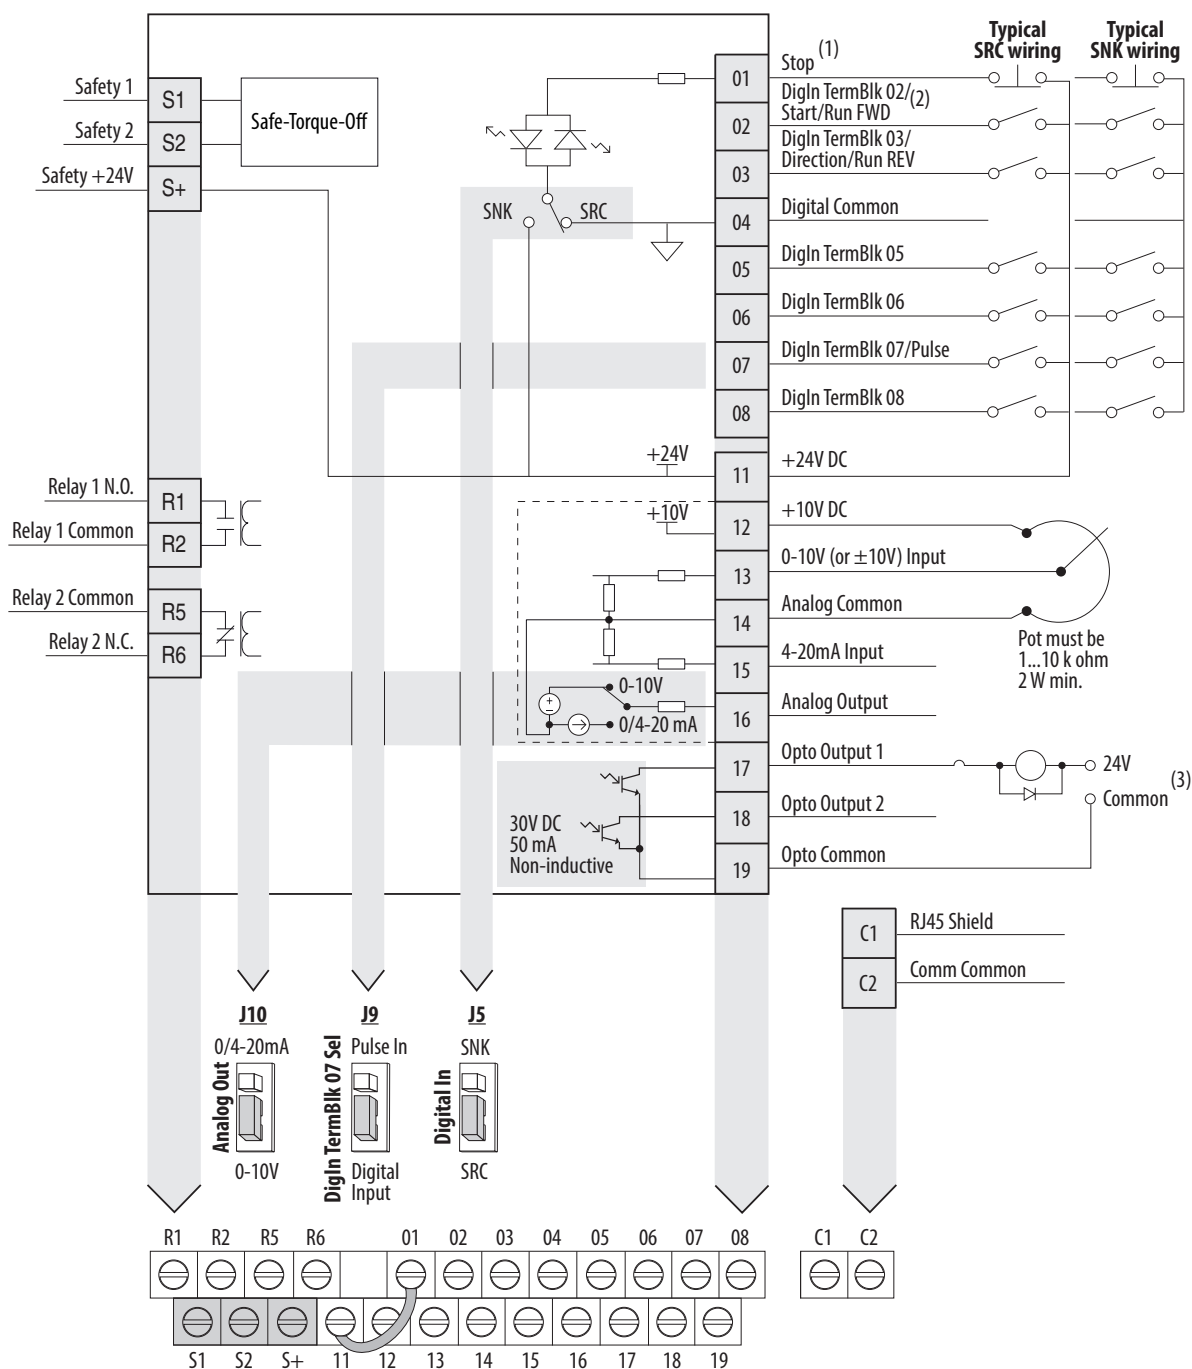 Typical
SRC wiring
Typical
SNK wiring
Safety 1
S1
Safety 2
S2
Safety +24V
S+
Safe-Torque-Off
SNK
SRC
01
Stop (1)
02
DigIn TermBlk 02/
Start/Run FWD (2)
03
DigIn TermBlk 03/
Direction/Run REV
04
Digital Common
05
DigIn TermBlk 05
06
DigIn TermBlk 06
07
DigIn TermBlk 07/Pulse
08
DigIn TermBlk 08
+24V
11
+24V DC
Relay 1 N.O.
R1
Relay 1 Common
R2
Relay 2 Common
R5
Relay 2 N.C.
R6
+10V
12
+10V DC
13
0-10V (or ±10V) Input
14
Analog Common
15
4-20mA Input
Pot must be
1...10 k ohm
2 W min.
0-10V
0/4-20 mA
16
Analog Output
17
Opto Output 1
24V
Common (3)
18
Opto Output 2
19
Opto Common
30V DC
50 mA
Non-inductive
C1
RJ45 Shield
C2
Comm Common
J10
0/4-20mA
Analog Out
0-10V
J9
Pulse In
DigIn TermBlk 07 Sel
Digital
Input
J5
SNK
Digital In
SRC
R1 R2 R5 R6 01 02 03 04 05 06 07 08 C1 C2
S1 S2 S+ 11 12 13 14 15 16 17 18 19